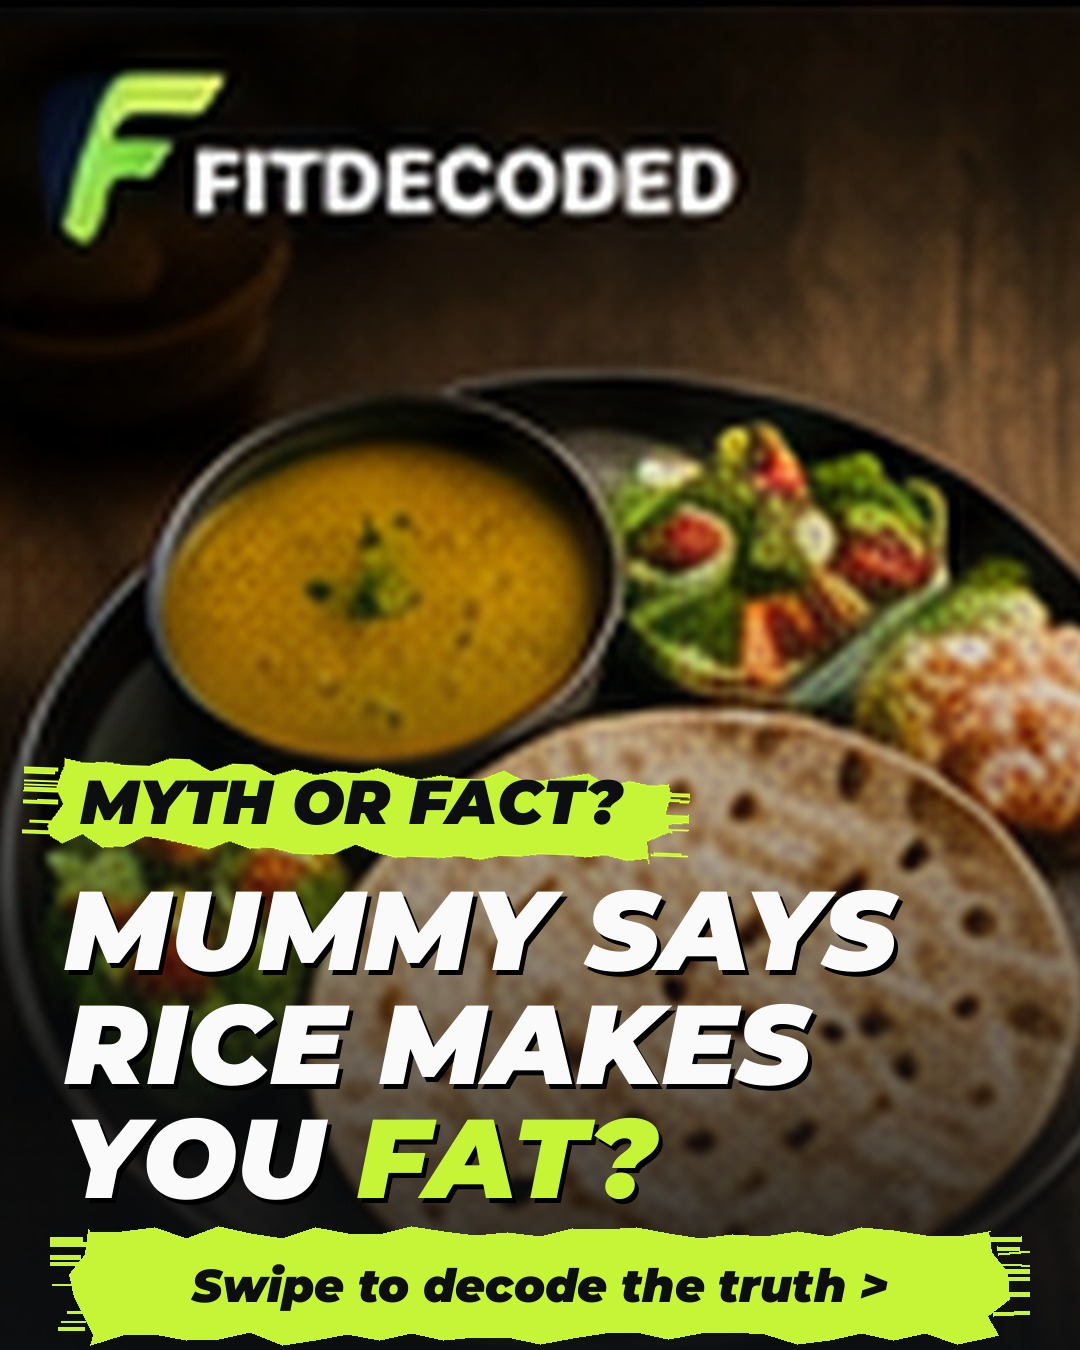 FITDECODED
MYTH OR FACT?
MUMMY SAYS
RICE MAKES
YOU FAT?
Swipe to decode the truth >